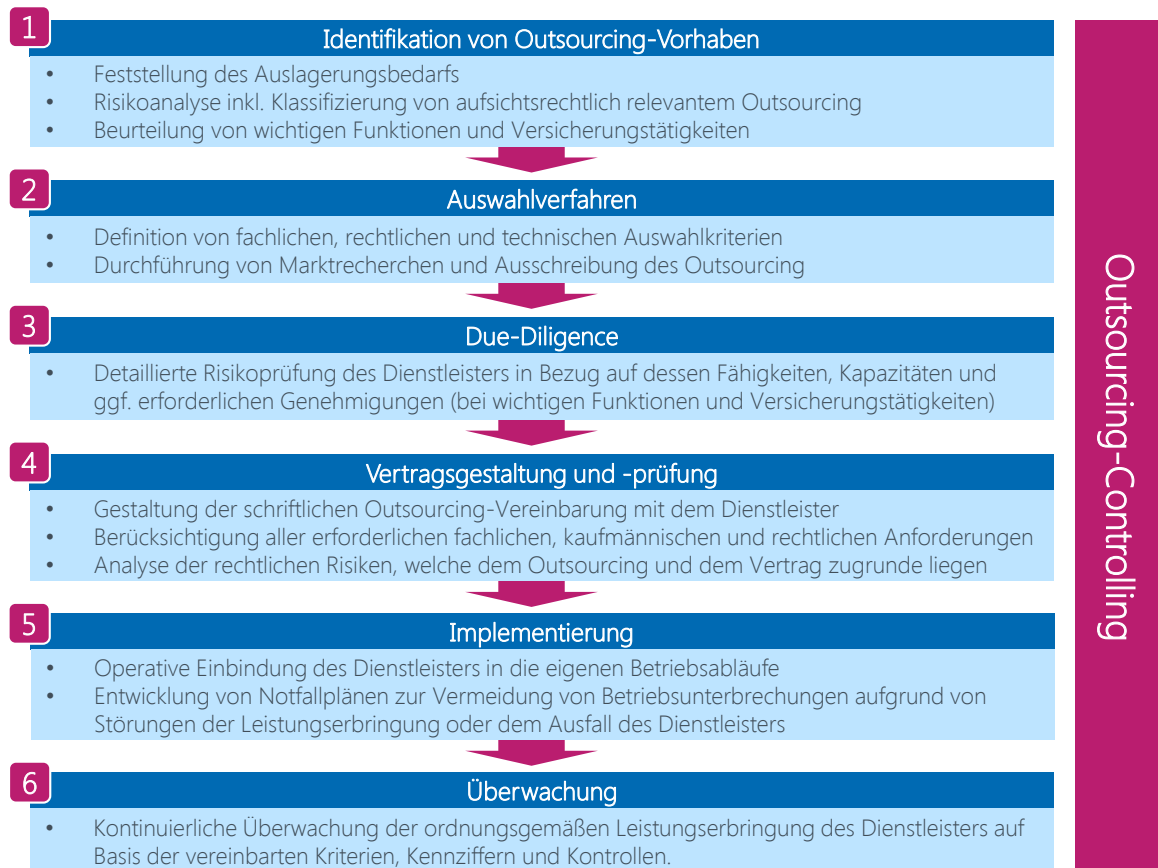 1
Identifikation von Outsourcing-Vorhaben
• Feststellung des Auslagerungsbedarfs
• Risikoanalyse inkl. Klassifizierung von aufsichtsrechtlich relevantem Outsourcing
• Beurteilung von wichtigen Funktionen und Versicherungstätigkeiten
2
Auswahlverfahren
• Definition von fachlichen, rechtlichen und technischen Auswahlkriterien
• Durchführung von Marktrecherchen und Ausschreibung des Outsourcing
3
Due-Diligence
• Detaillierte Risikoprüfung des Dienstleisters in Bezug auf dessen Fähigkeiten, Kapazitäten und
ggf. erforderlichen Genehmigungen (bei wichtigen Funktionen und Versicherungstätigkeiten)
4
Vertragsgestaltung und -prüfung
• Gestaltung der schriftlichen Outsourcing-Vereinbarung mit dem Dienstleister
• Berücksichtigung aller erforderlichen fachlichen, kaufmännischen und rechtlichen Anforderungen
• Analyse der rechtlichen Risiken, welche dem Outsourcing und dem Vertrag zugrunde liegen
5
Implementierung
• Operative Einbindung des Dienstleisters in die eigenen Betriebsabläufe
• Entwicklung von Notfallplänen zur Vermeidung von Betriebsunterbrechungen aufgrund von
Störungen der Leistungserbringung oder dem Ausfall des Dienstleisters
6
Überwachung
• Kontinuierliche Überwachung der ordnungsgemäßen Leistungserbringung des Dienstleisters auf
Basis der vereinbarten Kriterien, Kennziffern und Kontrollen.
Outsourcing-Controlling